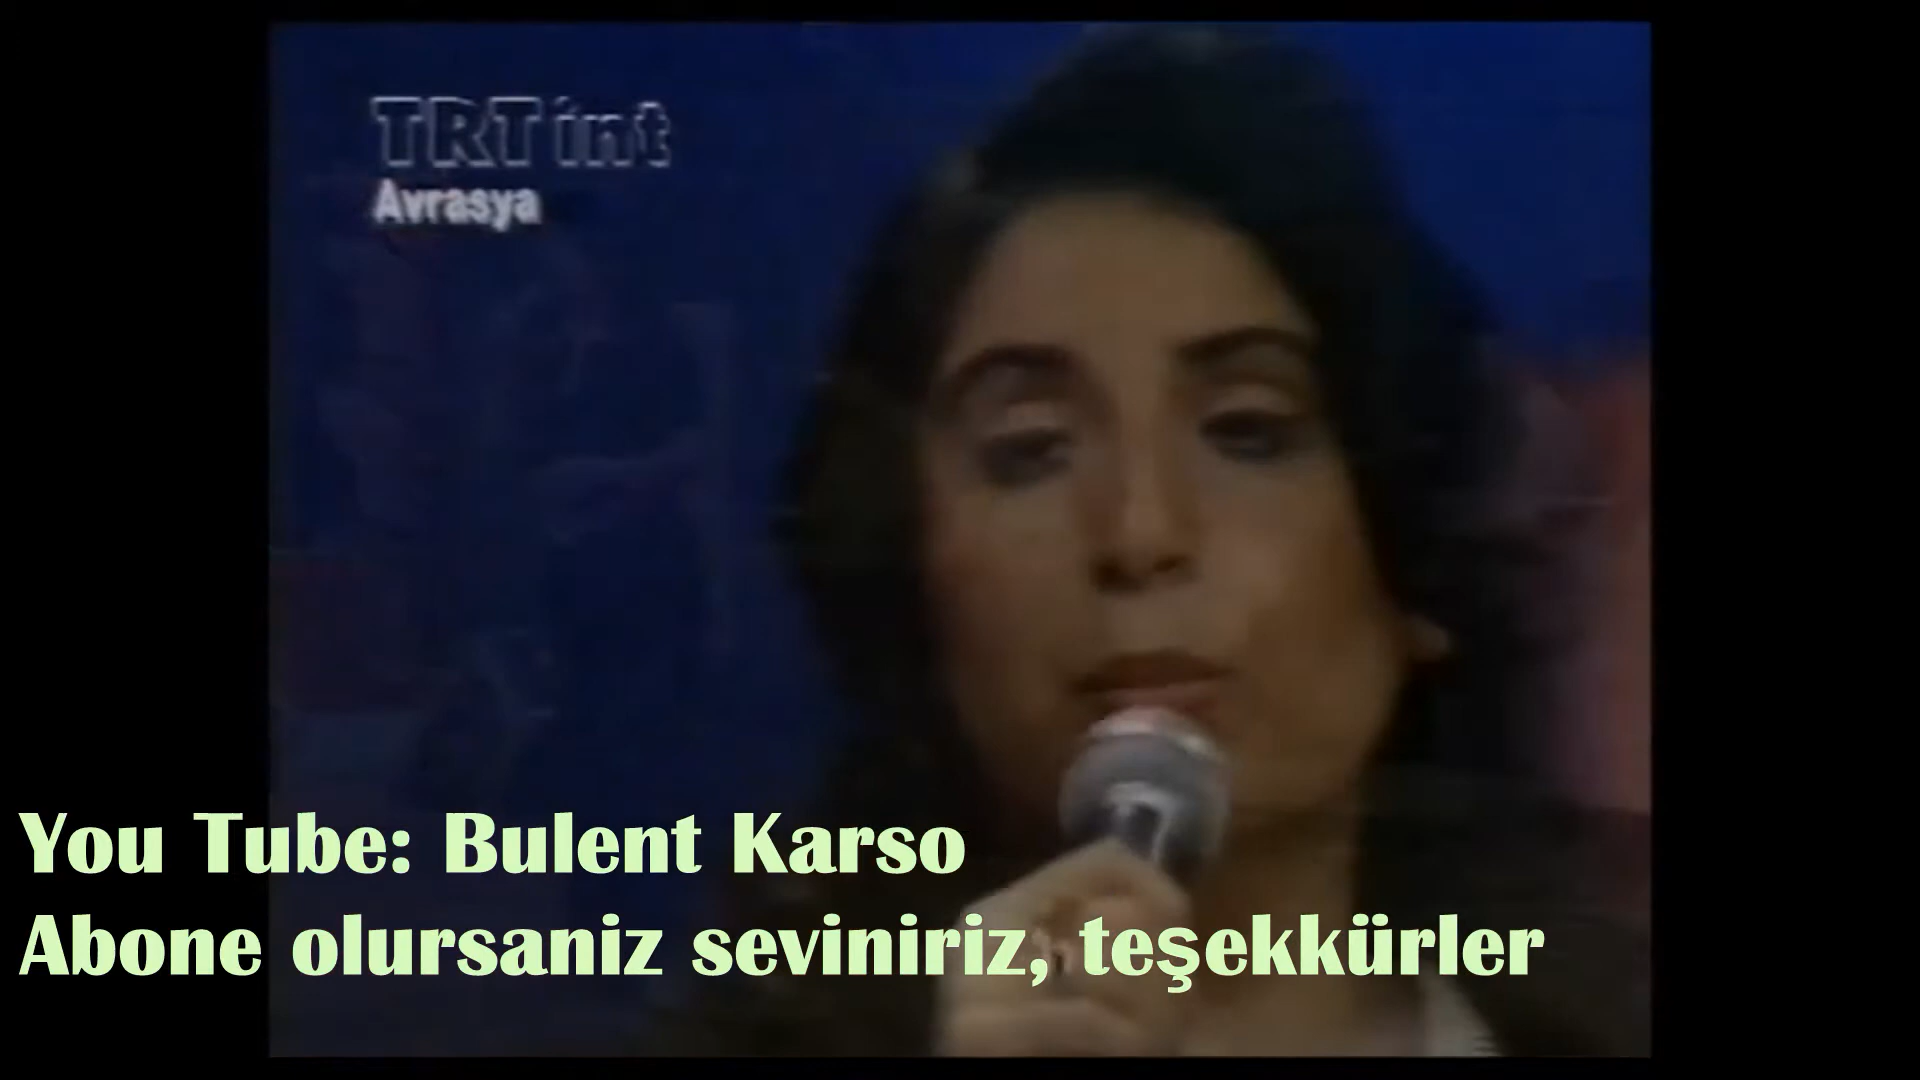 TRT int
Avrasya
You Tube: Bulent Karso
Abone olursaniz seviniriz, teşekkürler